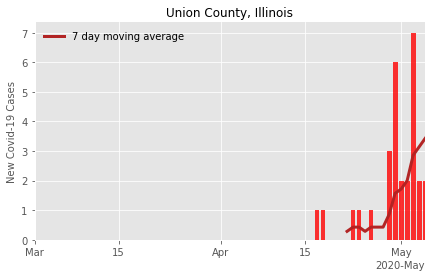 Union County, Illinois
7 day moving average
New Covid-19 Cases
7
6
5
4
3
2
1
0
Mar 15 Apr 15 May
2020-May